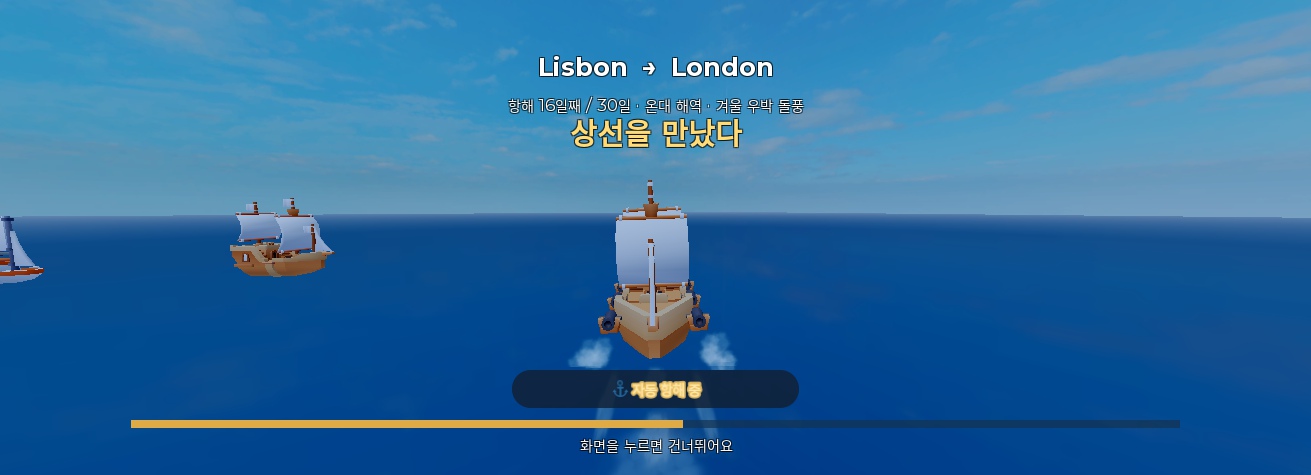 Lisbon → London
항해 16일째 / 30일 · 온대 해역 · 겨울 우박 돌풍
상선을 만났다
자동 항해 중
화면을 누르면 건너뛰어요